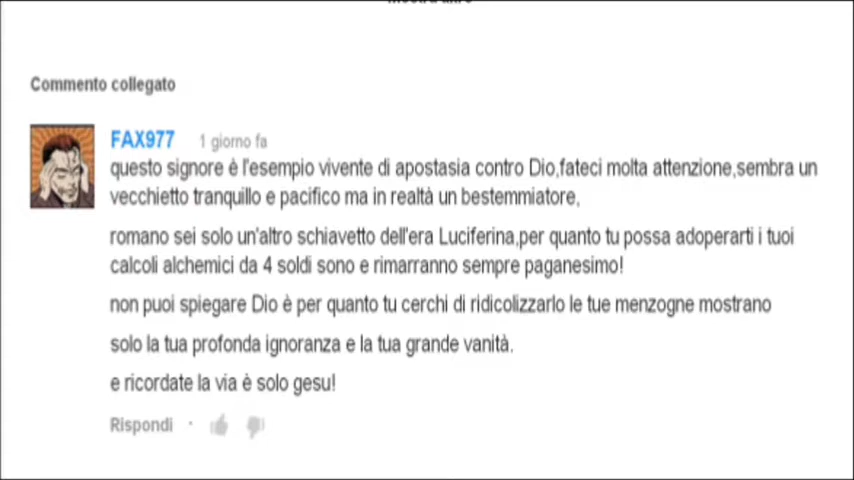 Commento collegato
FAX977 1 giorno fa
questo signore è l'esempio vivente di apostasia contro Dio,fateci molta attenzione,sembra un
vecchietto tranquillo e pacifico ma in realtà un bestemmiatore,
romano sei solo un'altro schiavetto dell'era Luciferina,per quanto tu possa adoperarti i tuoi
calcoli alchemici da 4 soldi sono e rimarranno sempre paganesimo!
non puoi spiegare Dio è per quanto tu cerchi di ridicolizzarlo le tue menzogne mostrano
solo la tua profonda ignoranza e la tua grande vanità.
e ricordate la via è solo gesu!
Rispondi ·